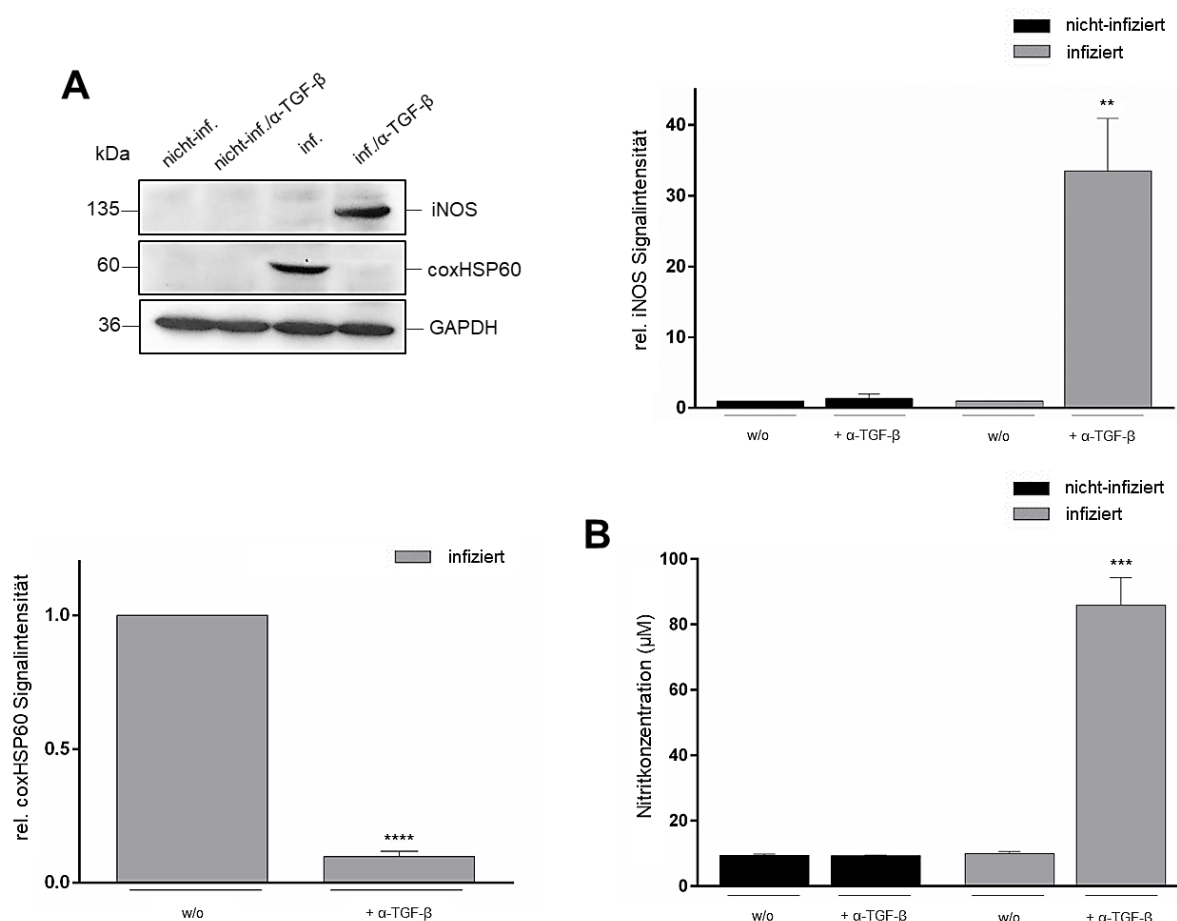 A
kDa
nicht-inf.
nicht-inf./α-TGF-β
inf.
inf./α-TGF-β
135
iNOS
60
coxHSP60
36
GAPDH
nicht-infiziert
infiziert
rel. iNOS Signalintensität
40
30
20
10
0
**
w/o
+ α-TGF-β
w/o
+ α-TGF-β
infiziert
rel. coxHSP60 Signalintensität
1.0
0.5
0.0
****
w/o
+ α-TGF-β
B
nicht-infiziert
infiziert
Nitritkonzentration (µM)
100
80
60
40
20
0
***
w/o
+ α-TGF-β
w/o
+ α-TGF-β